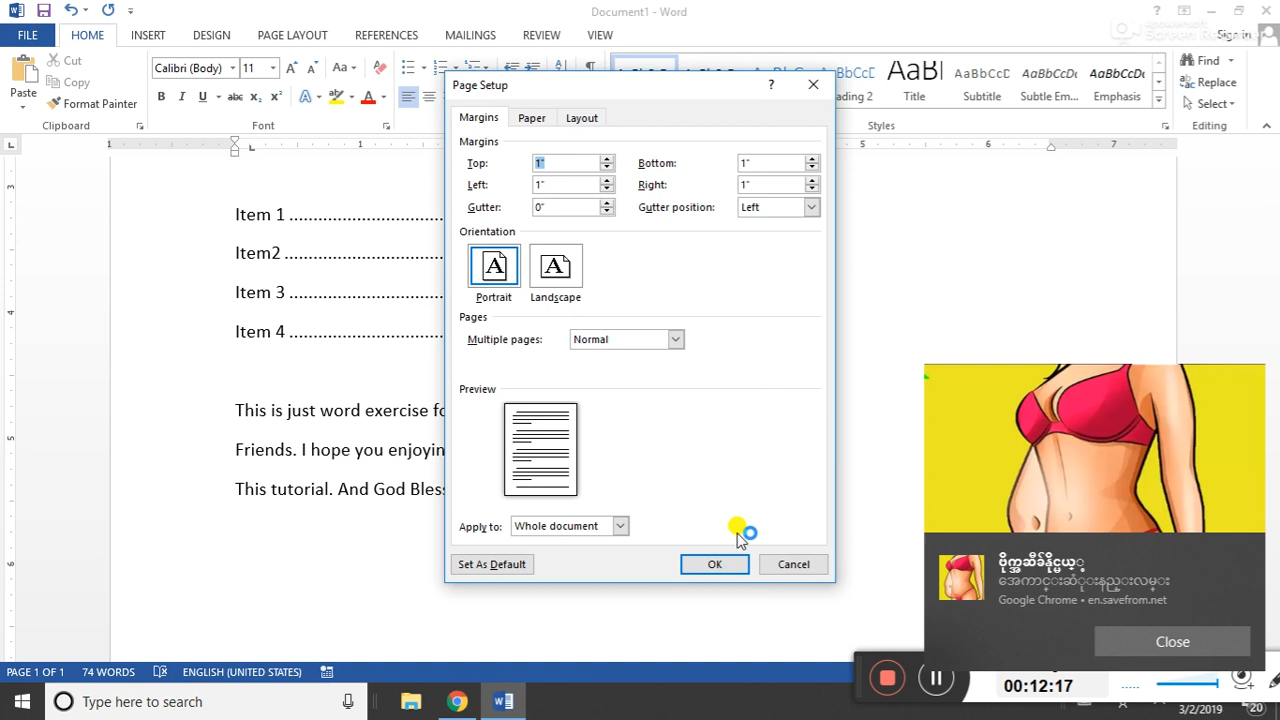 Document1 - Word
FILE HOME INSERT DESIGN PAGE LAYOUT REFERENCES MAILINGS REVIEW VIEW Sign in
Paste
Cut
Copy
Format Painter
Clipboard
Calibri (Body) 11
Font
Title
Subtitle
Subtle Em...
Emphasis
Styles
Find
Replace
Select
Editing
Page Setup
Margins Paper Layout
Margins
Top: 1" Bottom: 1"
Left: 1" Right: 1"
Gutter: 0" Gutter position: Left
Orientation
Portrait Landscape
Pages
Multiple pages: Normal
Preview
Apply to: Whole document
Set As Default OK Cancel
Item 1 ..............................
Item2 ...............................
Item 3 ..............................
Item 4 ..............................
This is just word exercise fo
Friends. I hope you enjoyin
This tutorial. And God Bles
Google Chrome • en.savefrom.net
Close
00:12:17
PAGE 1 OF 1 74 WORDS ENGLISH (UNITED STATES)
Type here to search
3/2/2019
20